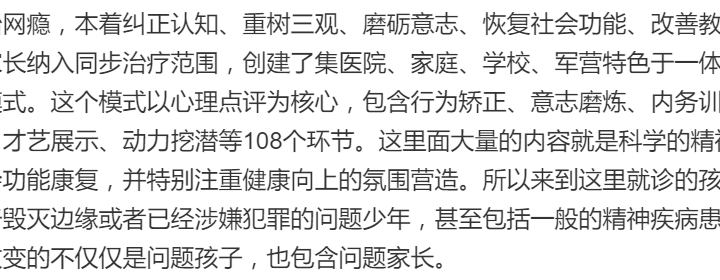 网瘾，本着纠正认知、重树三观、磨砺意志、恢复社会功能、改善教
长纳入同步治疗范围，创建了集医院、家庭、学校、军营特色于一体
式。这个模式以心理点评为核心，包含行为矫正、意志磨炼、内务训
才艺展示、动力挖潜等108个环节。这里面大量的内容就是科学的精神
功能康复，并特别注重健康向上的氛围营造。所以来到这里就诊的孩
毁灭边缘或者已经涉嫌犯罪的问题少年，甚至包括一般的精神疾病患
变的不仅仅是问题孩子，也包含问题家长。